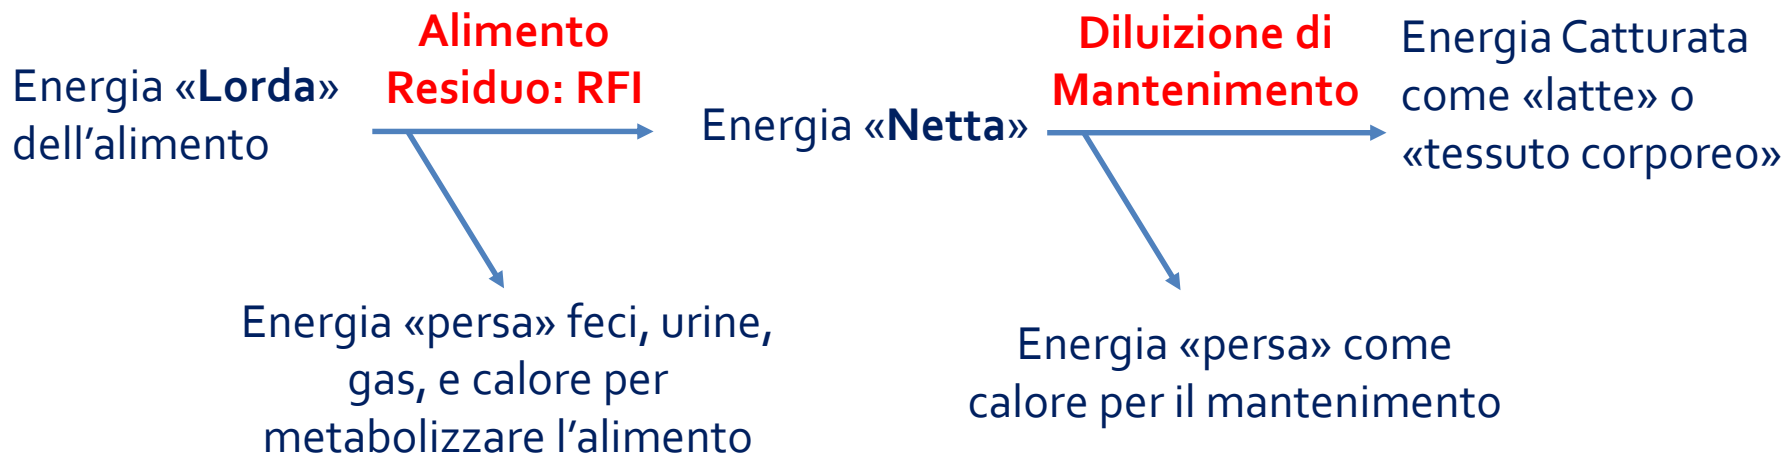 Energia «Lorda»
dell’alimento
Alimento
Residuo: RFI
Energia «Netta»
Diluizione di
Mantenimento
Energia Catturata
come «latte» o
«tessuto corporeo»
Energia «persa» feci, urine,
gas, e calore per
metabolizzare l’alimento
Energia «persa» come
calore per il mantenimento